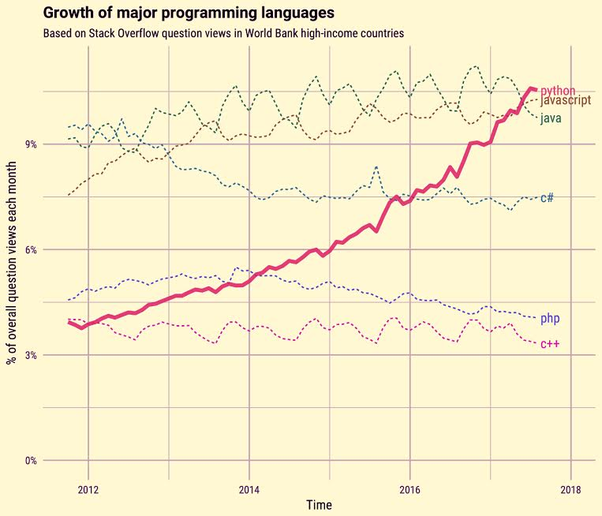 Growth of major programming languages
Based on Stack Overflow question views in World Bank high-income countries
% of overall question views each month
9%
6%
3%
0%
python
javascript
java
c#
php
c++
2012
2014
2016
2018
Time